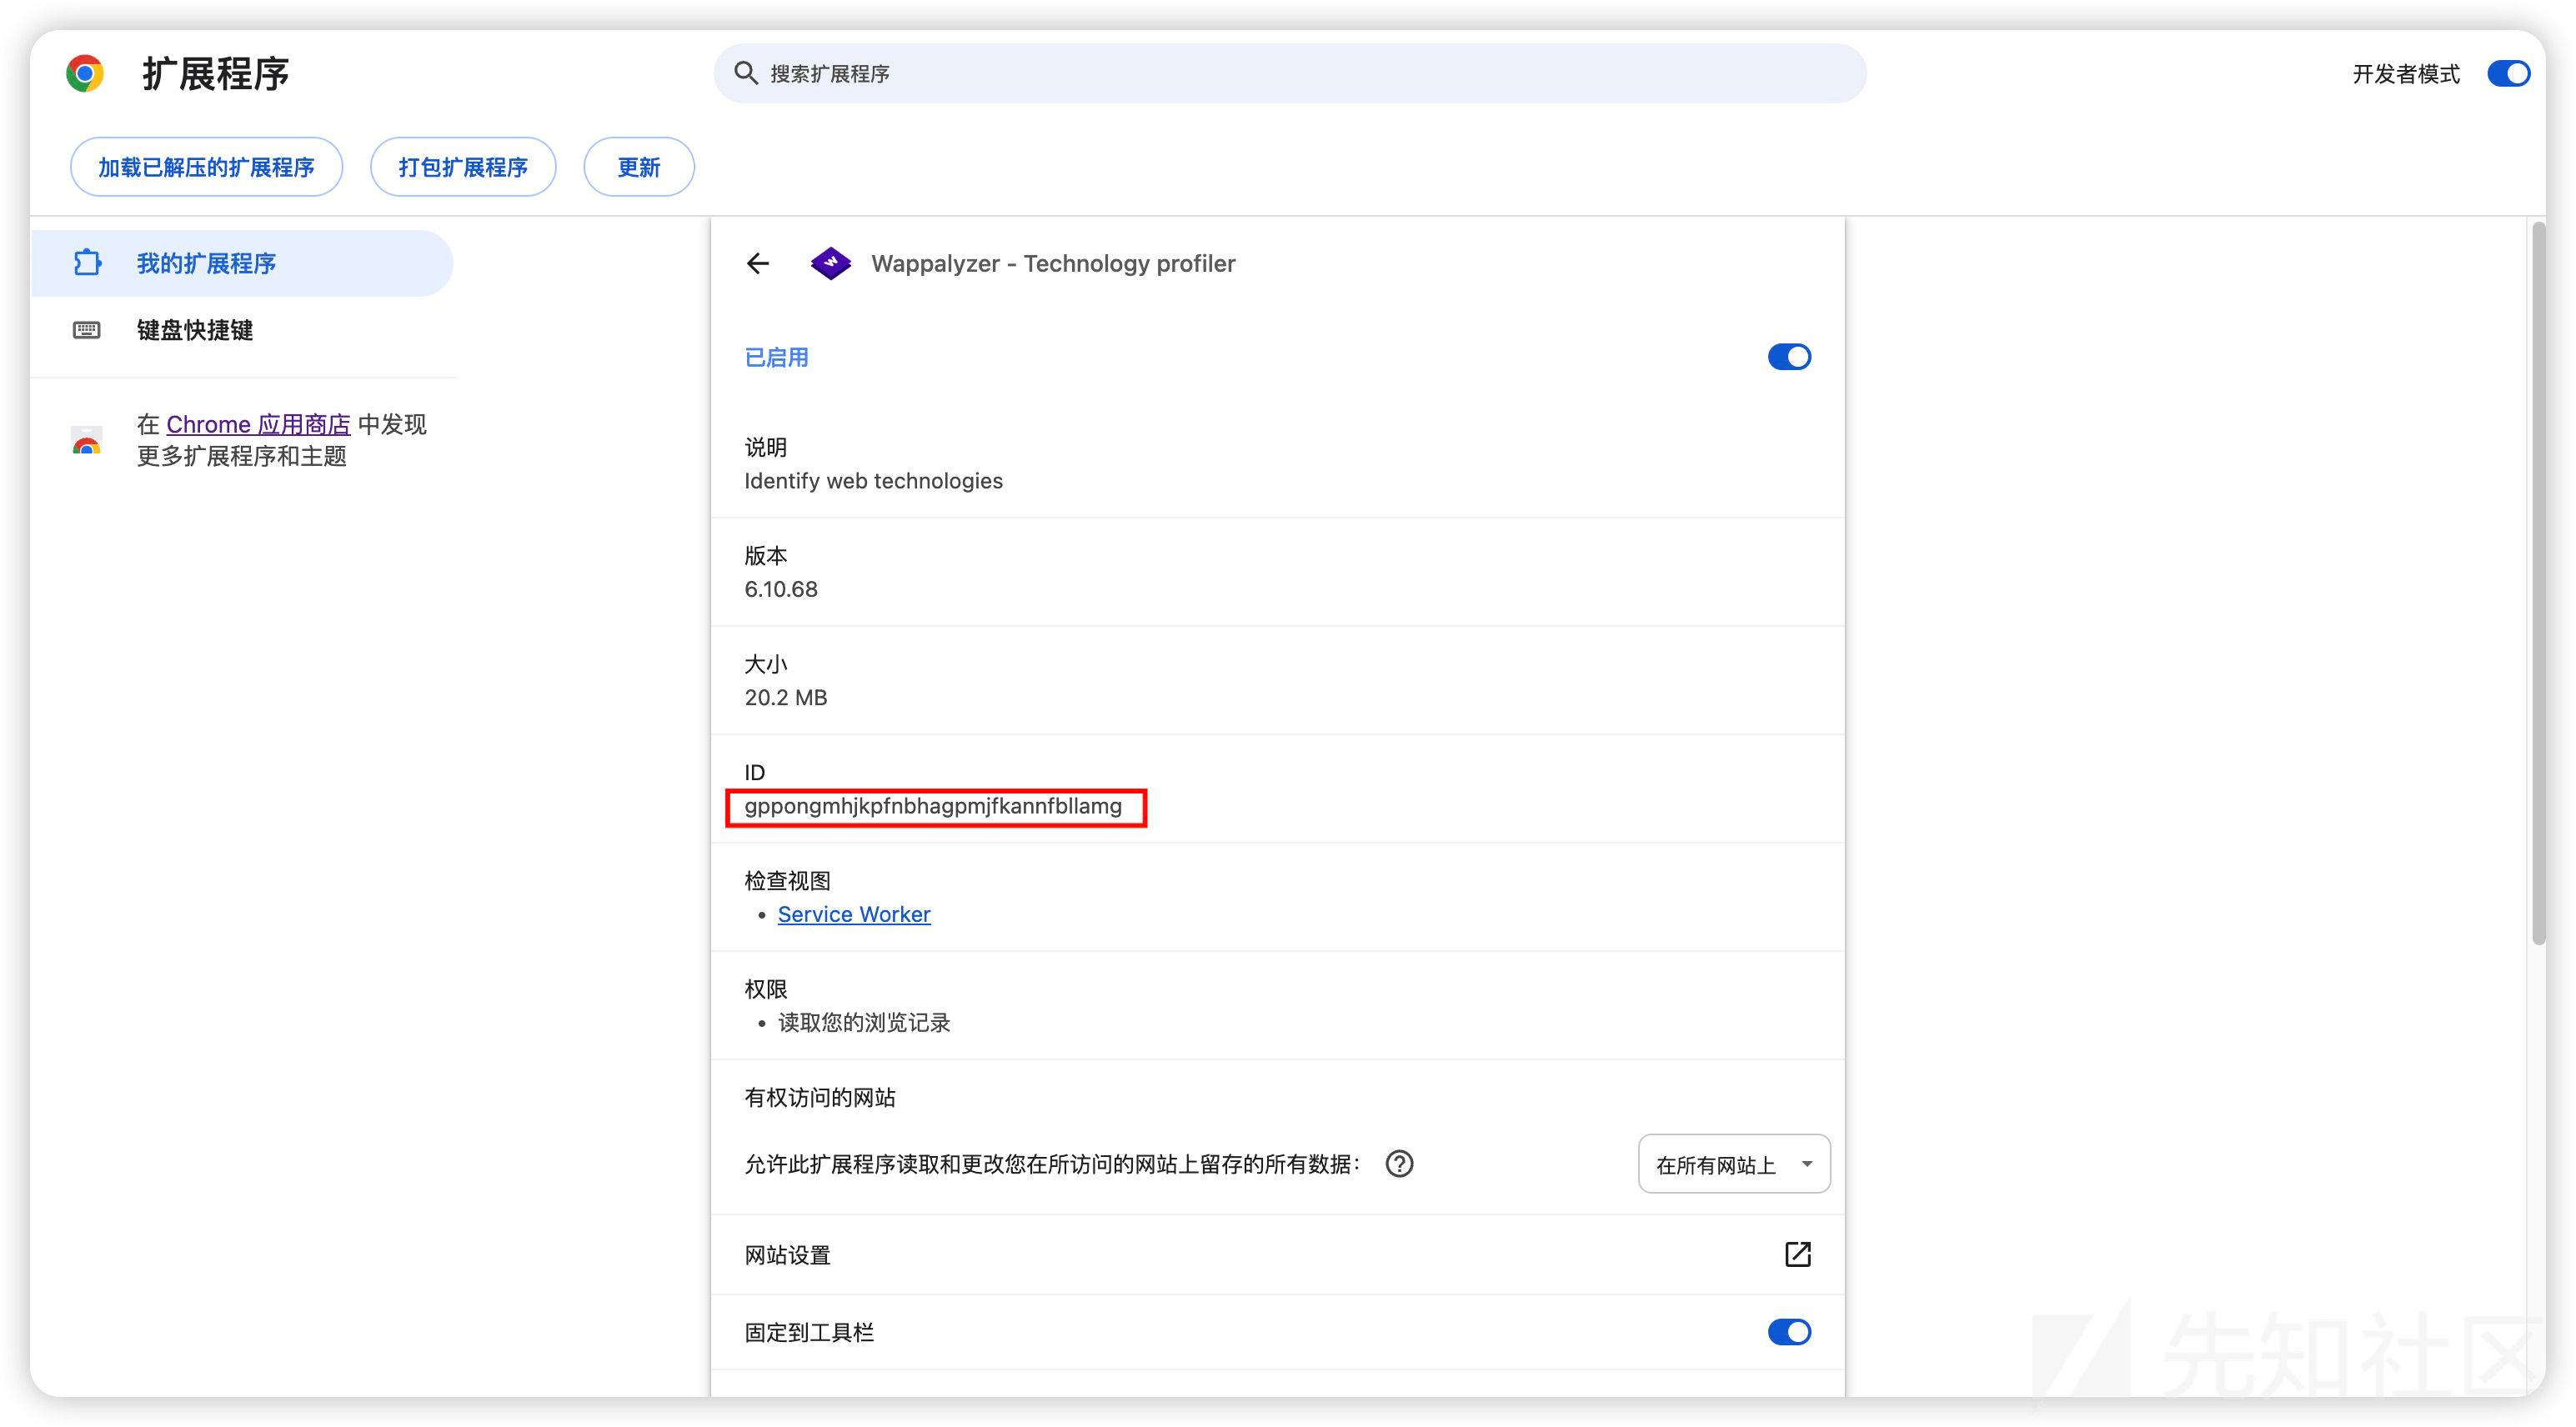 扩展程序
搜索扩展程序
开发者模式
加载已解压的扩展程序
打包扩展程序
更新
我的扩展程序
键盘快捷键
在 Chrome 应用商店 中发现
更多扩展程序和主题
W
Wappalyzer - Technology profiler
已启用
说明
Identify web technologies
版本
6.10.68
大小
20.2 MB
ID
gppongmhjkpfnbhagpmjfkannfbllamg
检查视图
• Service Worker
权限
• 读取您的浏览记录
有权访问的网站
允许此扩展程序读取和更改您在所访问的网站上留存的所有数据：
在所有网站上
网站设置
固定到工具栏
先知社区